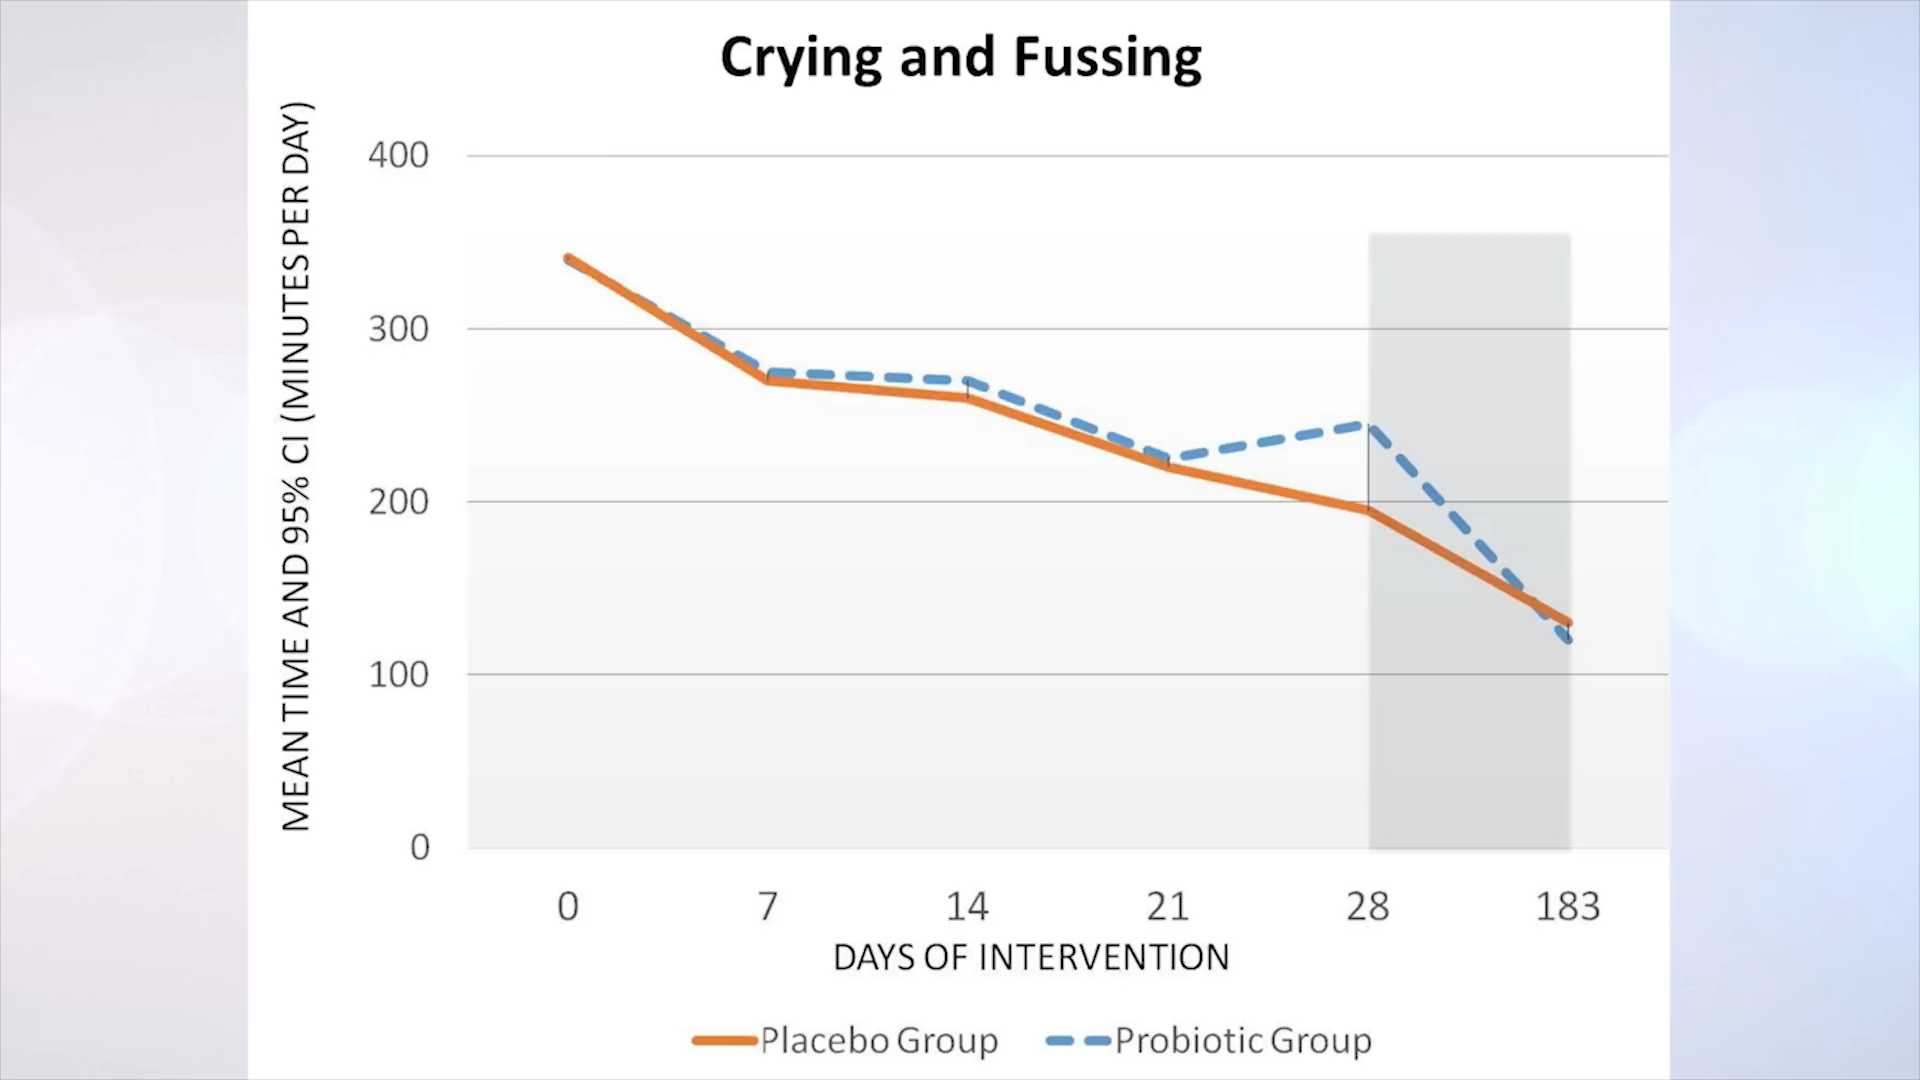 Crying and Fussing
MEAN TIME AND 95% CI (MINUTES PER DAY)
400
300
200
100
0
0 7 14 21 28 183
DAYS OF INTERVENTION
Placebo Group Probiotic Group